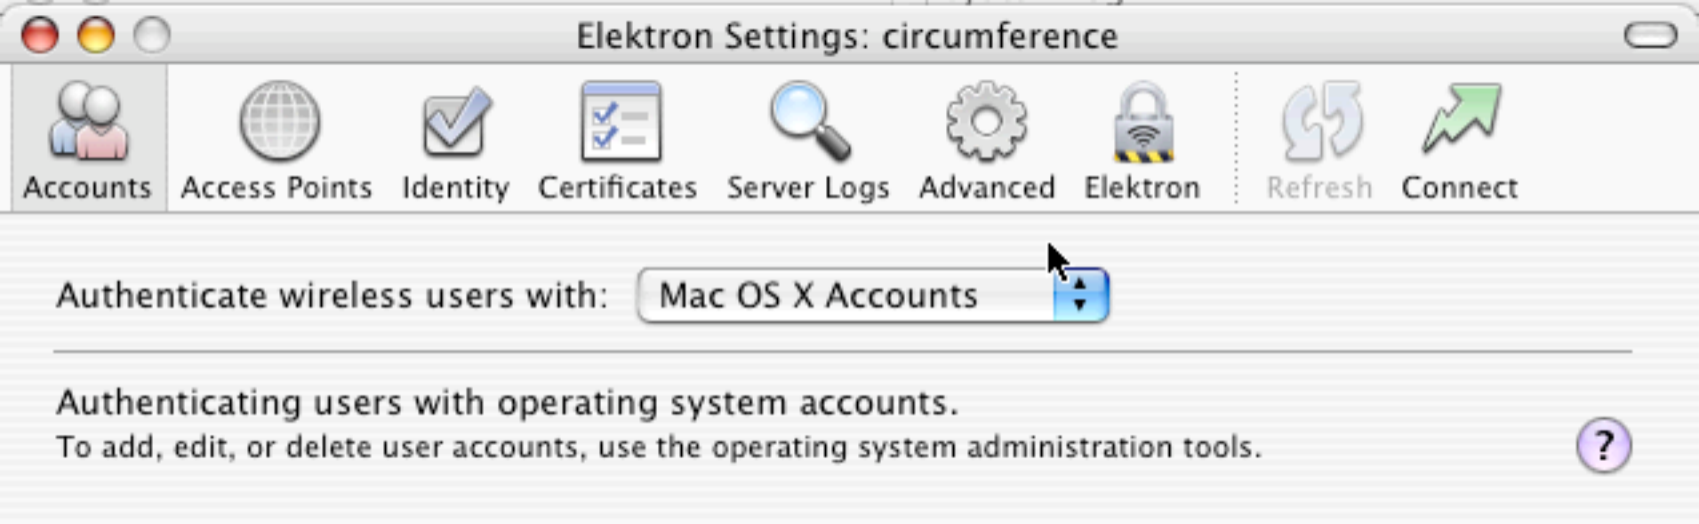 Elektron Settings: circumference
Accounts Access Points Identity Certificates Server Logs Advanced Elektron Refresh Connect
Authenticate wireless users with: Mac OS X Accounts
Authenticating users with operating system accounts.
To add, edit, or delete user accounts, use the operating system administration tools.
?